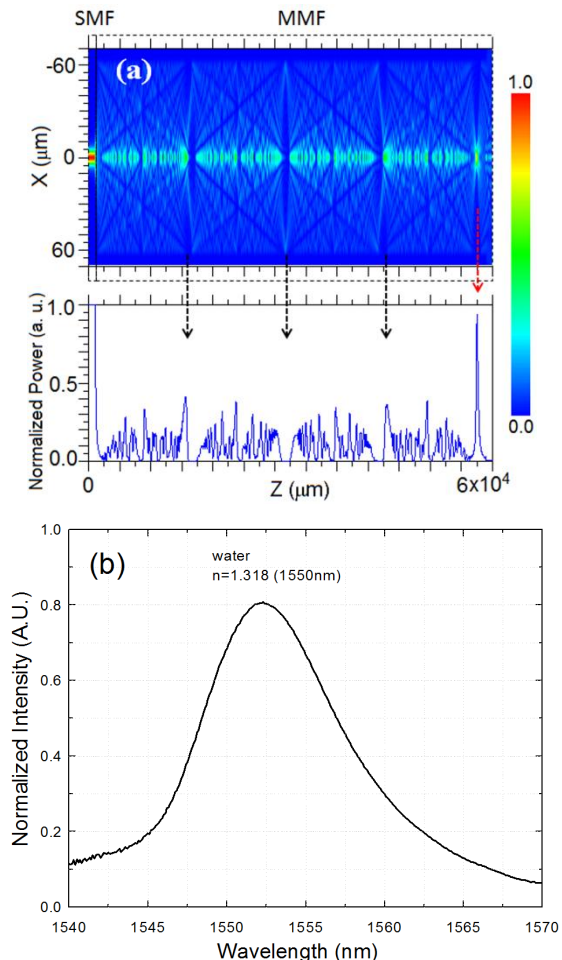 SMF MMF
(a)
-60
0
60
X (μm)
1.0
0.0
1.0
0.5
0.0
Normalized Power (a. u.)
0 Z (μm) 6x10⁴
(b)
water
n=1.318 (1550nm)
1.0
0.8
0.6
0.4
0.2
0.0
Normalized Intensity (A.U.)
1540 1545 1550 1555 1560 1565 1570
Wavelength (nm)